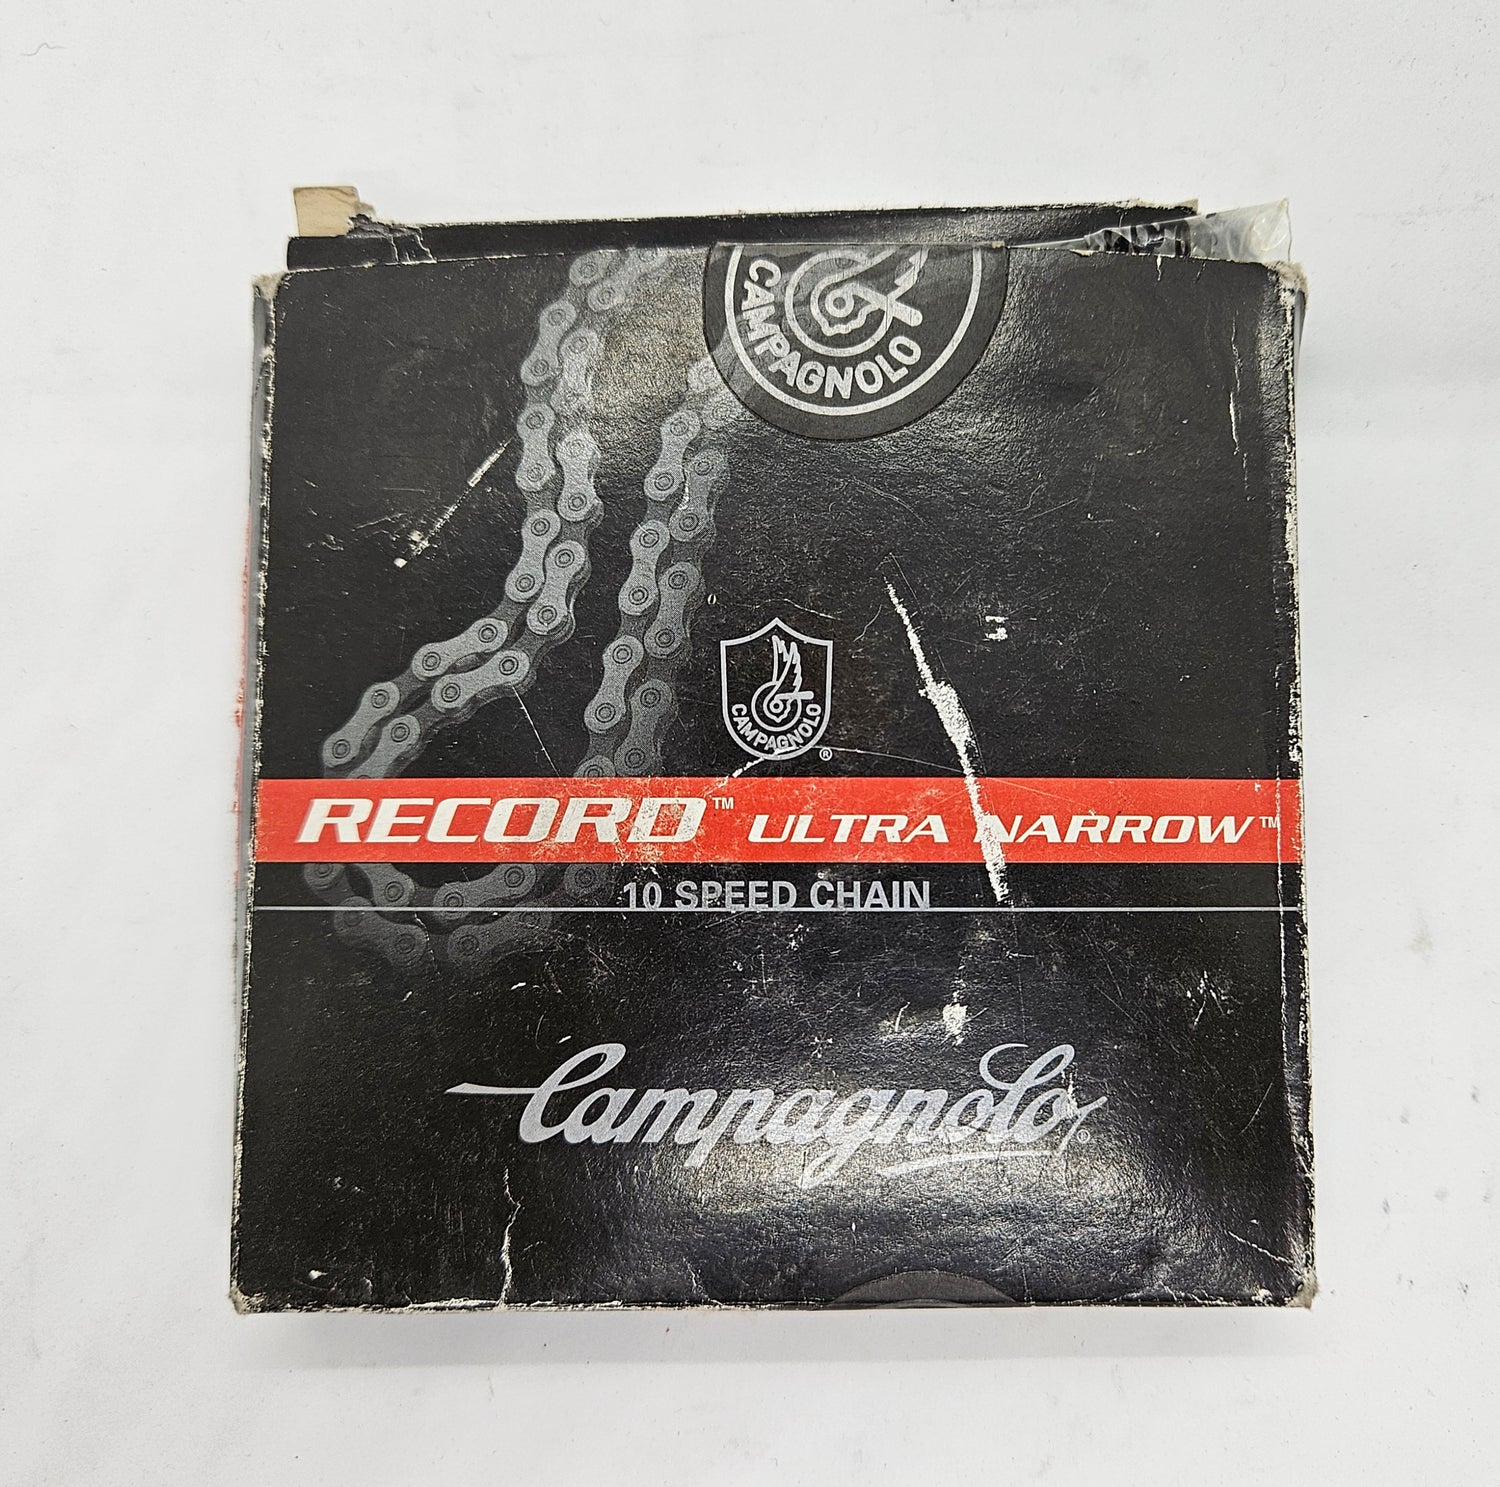 CAMPAGNOLO
CAMPAGNOLO ®
RECORD™ ULTRA NARROW™
10 SPEED CHAIN
Campagnolo®